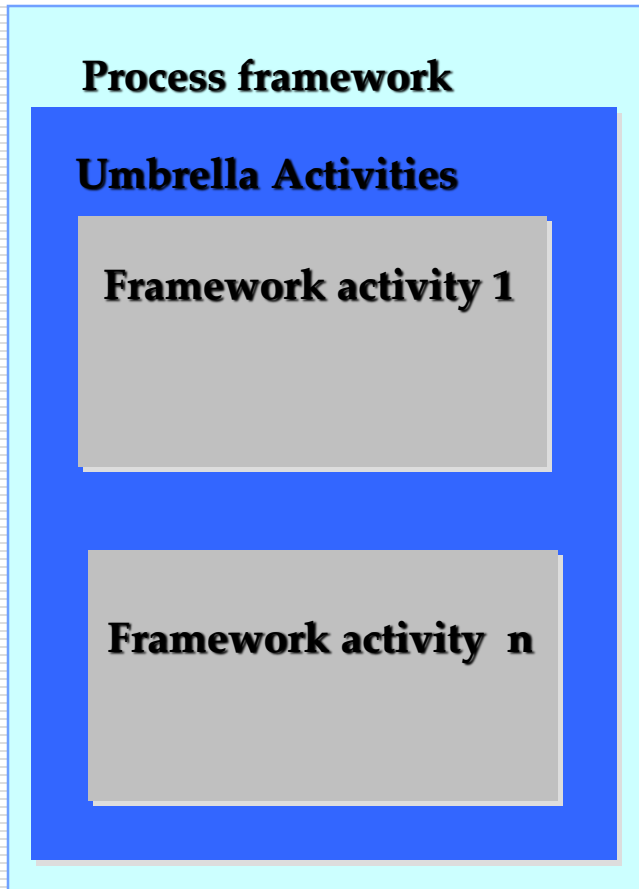 Process framework
Umbrella Activities
Framework activity 1
Framework activity n